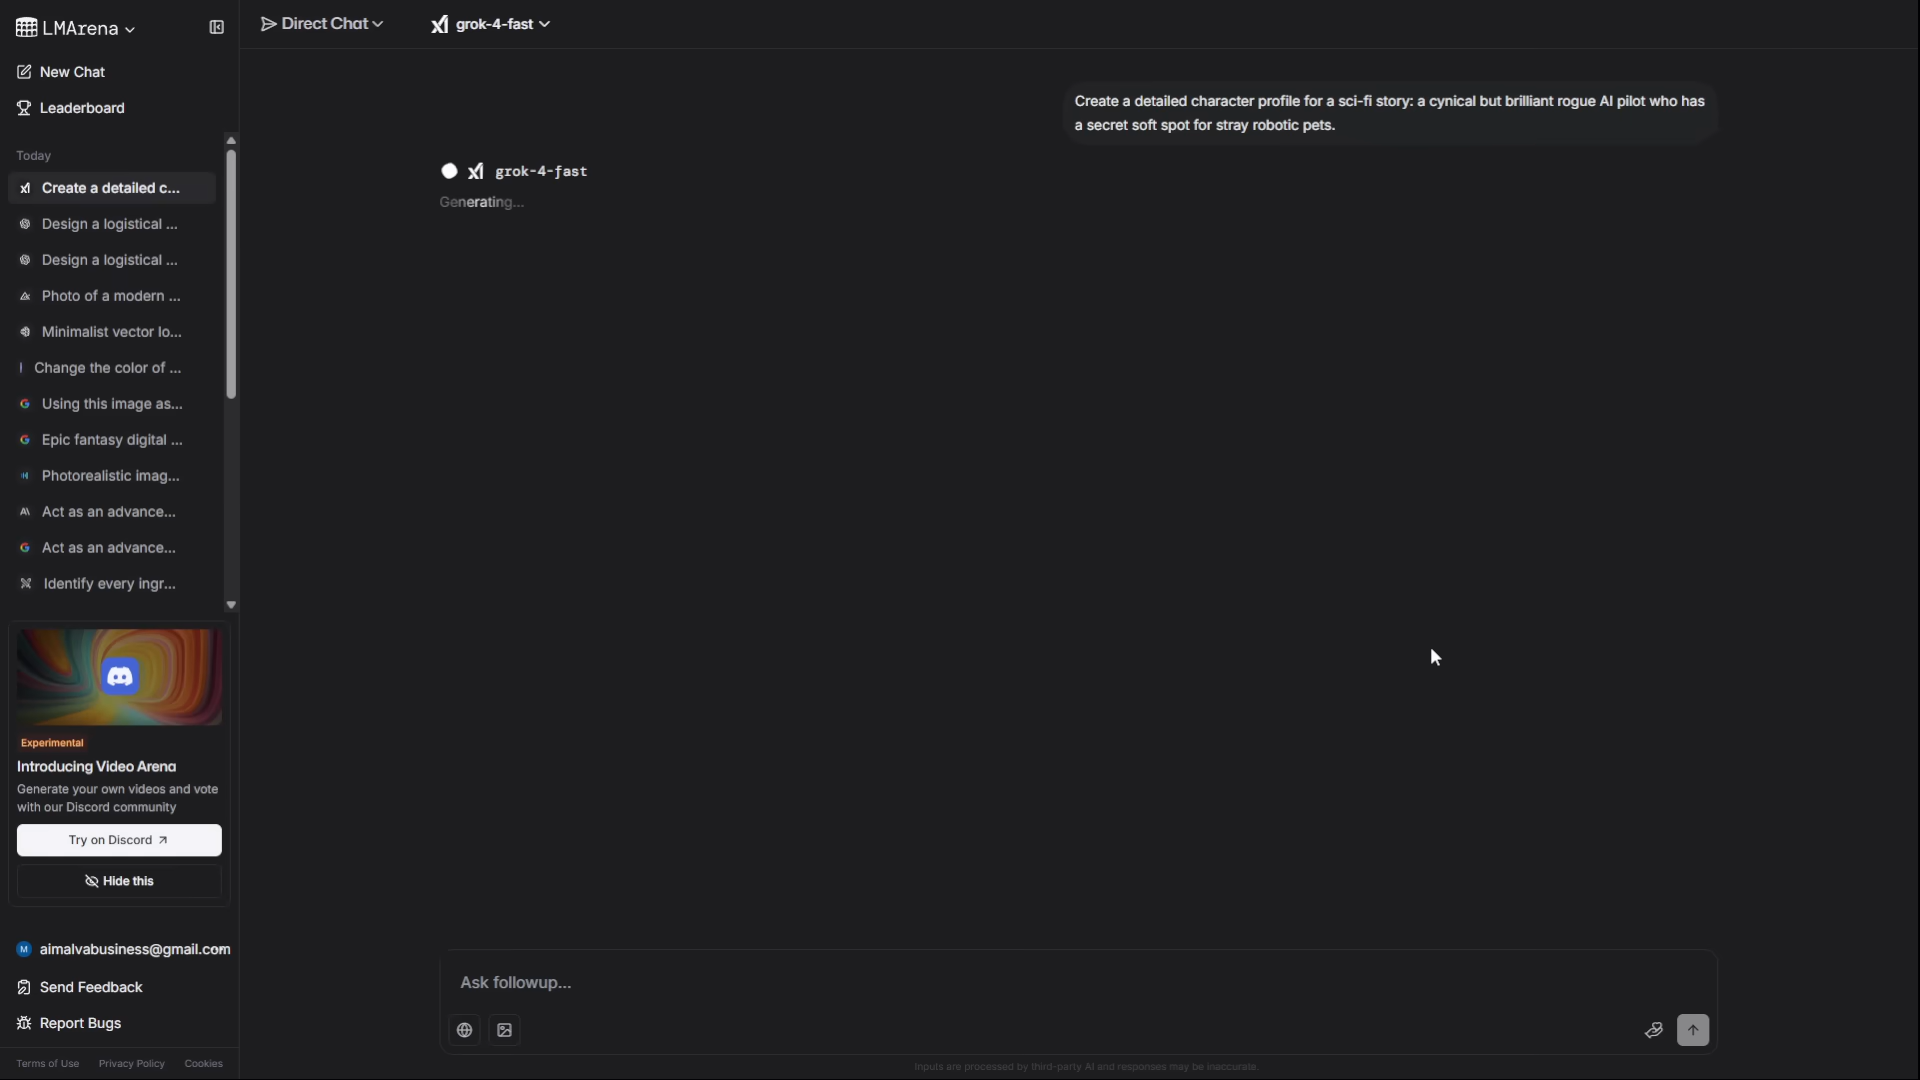 LMArena
New Chat
Leaderboard
Today
Create a detailed c...
Design a logistical ...
Design a logistical ...
Photo of a modern ...
Minimalist vector lo...
Change the color of ...
Using this image as...
Epic fantasy digital ...
Photorealistic imag...
Act as an advance...
Act as an advance...
Identify every ingr...
Experimental
Introducing Video Arena
Generate your own videos and vote
with our Discord community
Try on Discord
Hide this
M aimalvabusiness@gmail.com
Send Feedback
Report Bugs
Terms of Use Privacy Policy Cookies
Direct Chat grok-4-fast
Create a detailed character profile for a sci-fi story: a cynical but brilliant rogue AI pilot who has
a secret soft spot for stray robotic pets.
grok-4-fast
Generating...
Ask followup...
Inputs are processed by third-party AI and responses may be inaccurate.